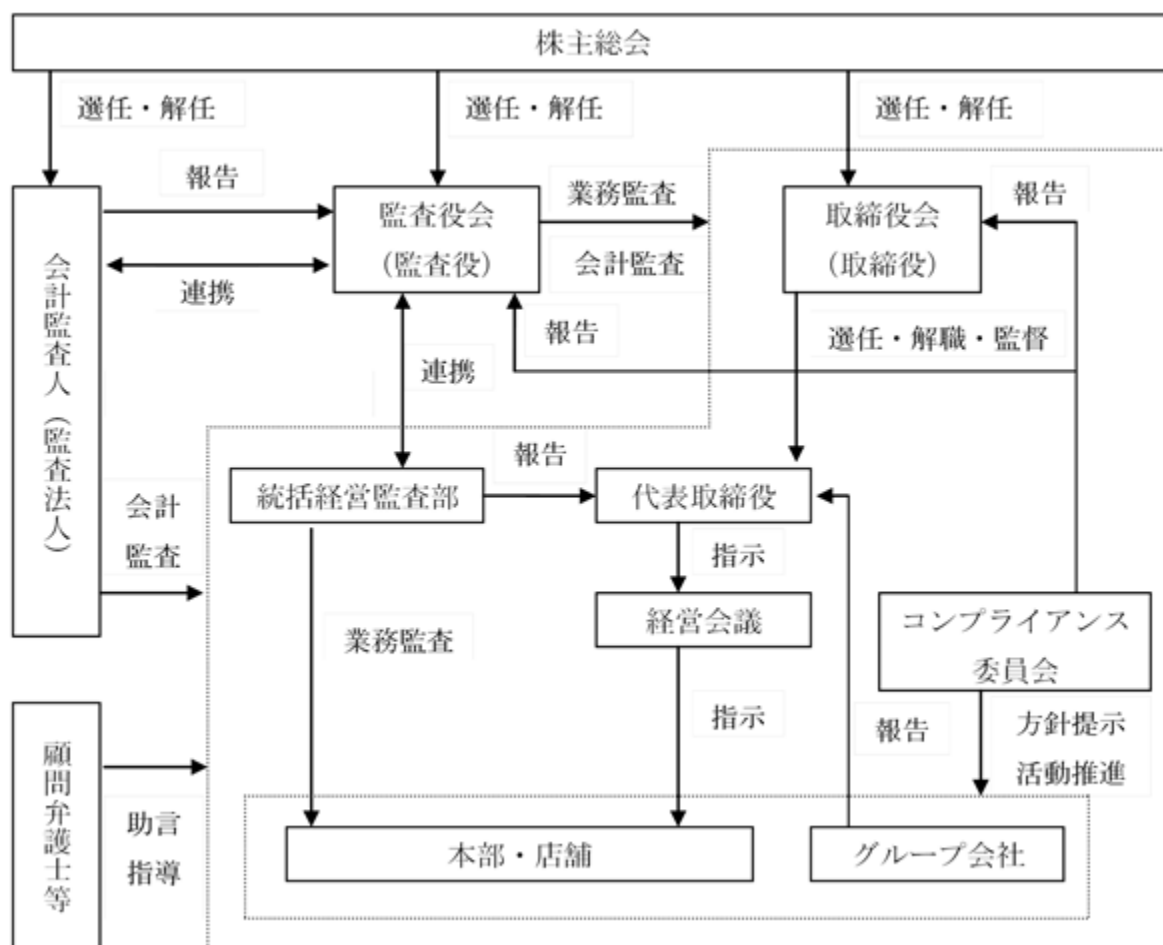 株主総会
選任・解任
選任・解任
選任・解任
報告
業務監査
報告
監査役会
(監査役)
取締役会
(取締役)
会計監査
連携
会計監査人(監査法人)
報告
選任・解職・監督
連携
報告
統括経営監査部
代表取締役
会計
監査
指示
経営会議
コンプライアンス
委員会
業務監査
指示
報告
方針提示
活動推進
顧問弁護士等
助言
指導
本部・店舗
グループ会社